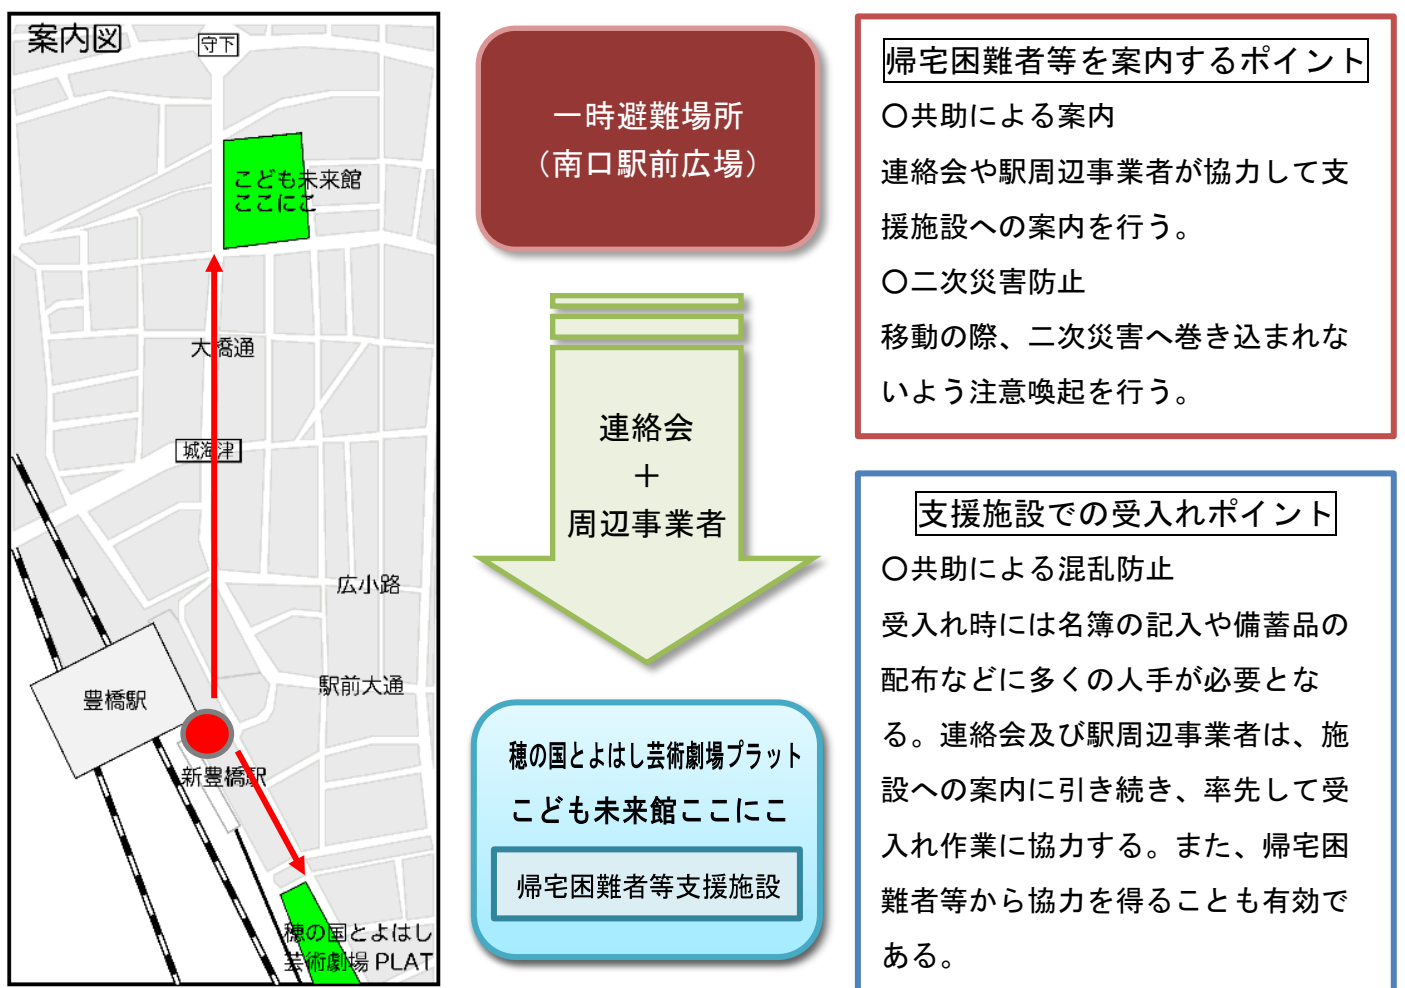 案内図
守下
こども未来館
ここにこ
大橋通
城海津
広小路
駅前大通
豊橋駅
新豊橋駅
穂の国とよはし
芸術劇場 PLAT
一時避難場所
（南口駅前広場）
連絡会
＋
周辺事業者
穂の国とよはし芸術劇場プラット
こども未来館ここにこ
帰宅困難者等支援施設
帰宅困難者等を案内するポイント
〇共助による案内
連絡会や駅周辺事業者が協力して支
援施設への案内を行う。
〇二次災害防止
移動の際、二次災害へ巻き込まれな
いよう注意喚起を行う。
支援施設での受入れポイント
〇共助による混乱防止
受入れ時には名簿の記入や備蓄品の
配布などに多くの人手が必要とな
る。連絡会及び駅周辺事業者は、施
設への案内に引き続き、率先して受
入れ作業に協力する。また、帰宅困
難者等から協力を得ることも有効で
ある。